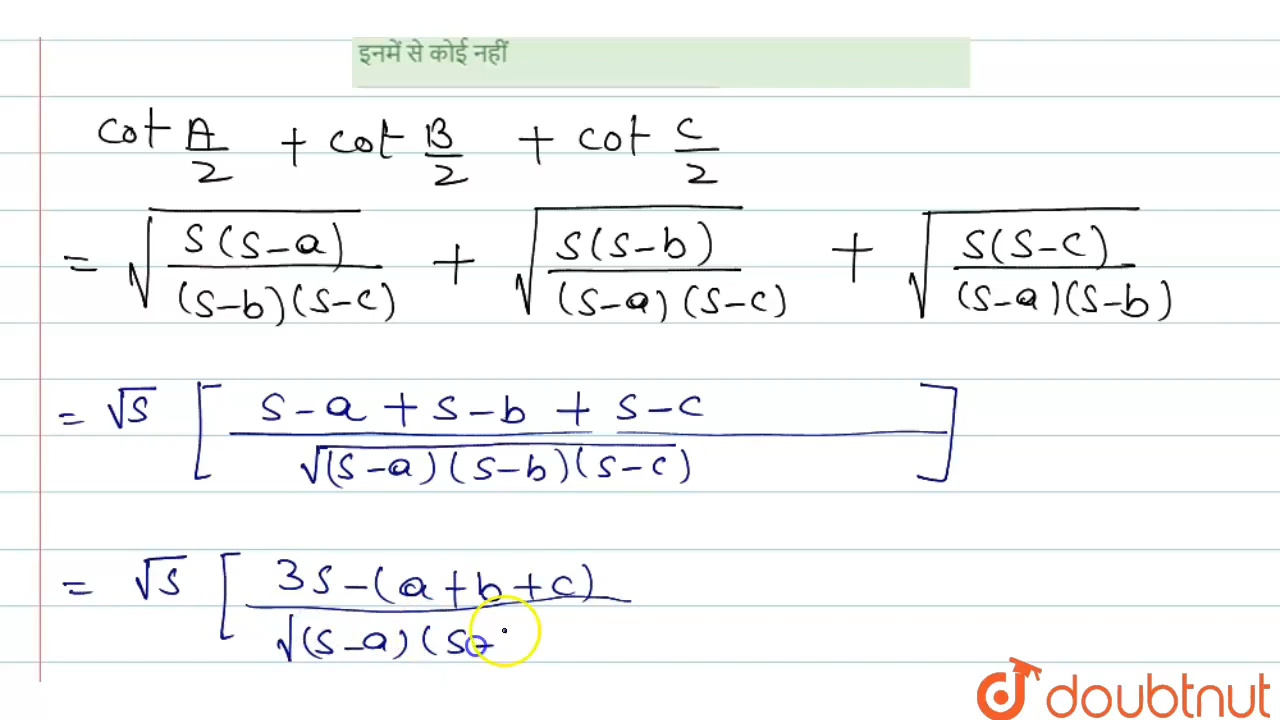 इनमें से कोई नहीं
cot A/2 + cot B/2 + cot C/2
= √(S(S-a)/(S-b)(S-c)) + √(S(S-b)/(S-a)(S-c)) + √(S(S-c)/(S-a)(S-b))
= √S [ S-a+S-b+S-c / √(S-a)(S-b)(S-c) ]
= √S [ 3S-(a+b+c) / √(S-a)(S-
doubtnut